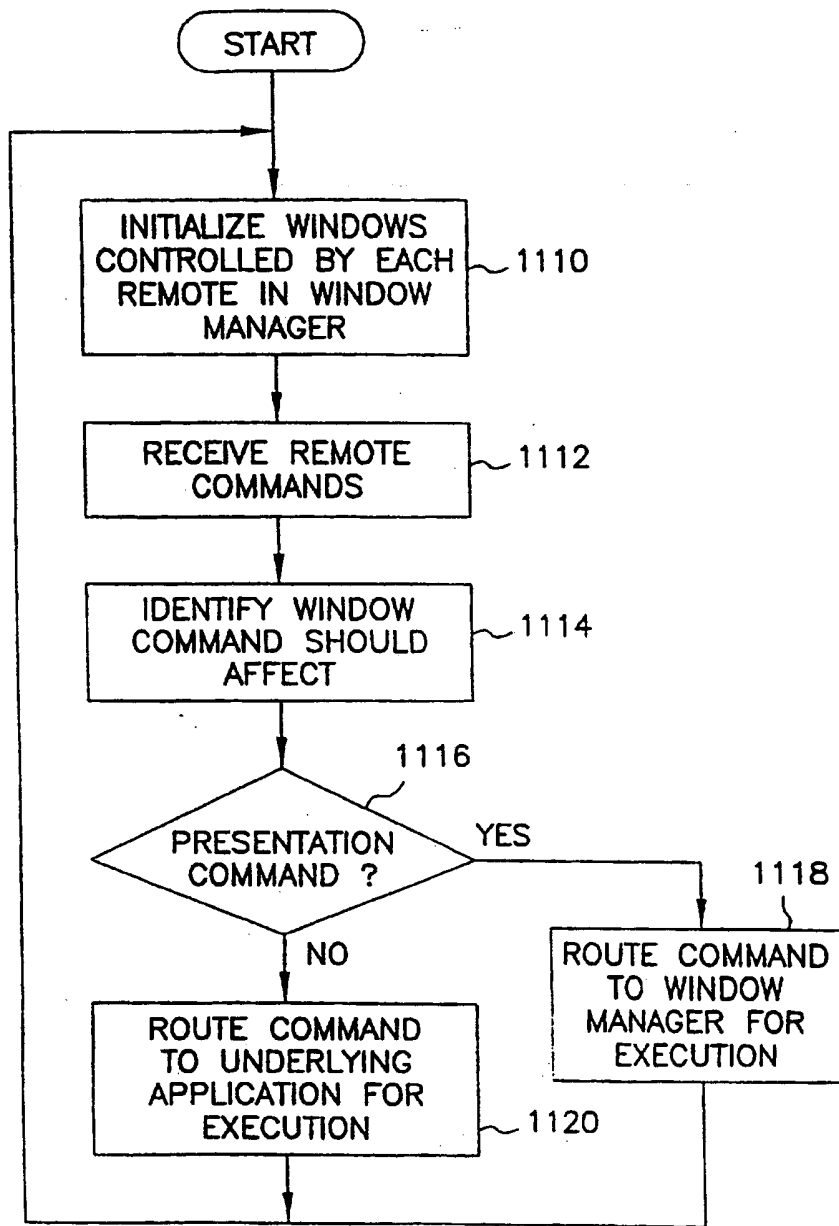 START
INITIALIZE WINDOWS
CONTROLLED BY EACH
REMOTE IN WINDOW
MANAGER
1110
RECEIVE REMOTE
COMMANDS
1112
IDENTIFY WINDOW
COMMAND SHOULD
AFFECT
1114
1116
PRESENTATION
COMMAND ?
YES
NO
1118
ROUTE COMMAND
TO WINDOW
MANAGER FOR
EXECUTION
ROUTE COMMAND
TO UNDERLYING
APPLICATION FOR
EXECUTION
1120